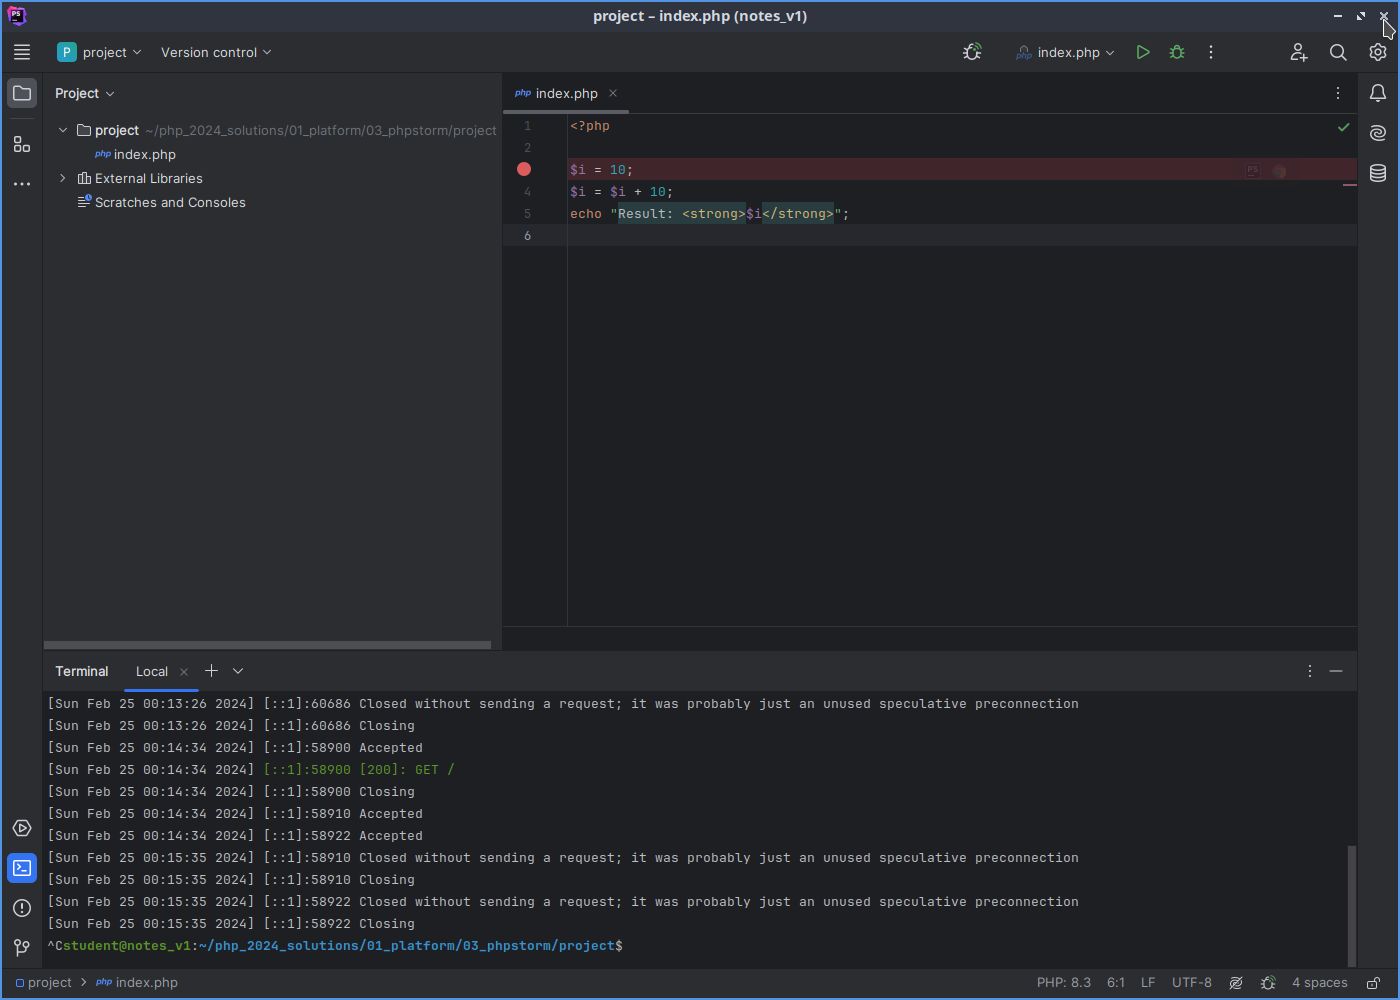 project – index.php (notes_v1)
P project Version control index.php
Project
project ~/php_2024_solutions/01_platform/03_phpstorm/project
php index.php
External Libraries
Scratches and Consoles
php index.php
1 <?php
2
$i = 10;
4 $i = $i + 10;
5 echo "Result: <strong>$i</strong>";
6
Terminal Local
[Sun Feb 25 00:13:26 2024] [::1]:60686 Closed without sending a request; it was probably just an unused speculative preconnection
[Sun Feb 25 00:13:26 2024] [::1]:60686 Closing
[Sun Feb 25 00:14:34 2024] [::1]:58900 Accepted
[Sun Feb 25 00:14:34 2024] [::1]:58900 [200]: GET /
[Sun Feb 25 00:14:34 2024] [::1]:58900 Closing
[Sun Feb 25 00:14:34 2024] [::1]:58910 Accepted
[Sun Feb 25 00:14:34 2024] [::1]:58922 Accepted
[Sun Feb 25 00:15:35 2024] [::1]:58910 Closed without sending a request; it was probably just an unused speculative preconnection
[Sun Feb 25 00:15:35 2024] [::1]:58910 Closing
[Sun Feb 25 00:15:35 2024] [::1]:58922 Closed without sending a request; it was probably just an unused speculative preconnection
[Sun Feb 25 00:15:35 2024] [::1]:58922 Closing
^Cstudent@notes_v1:~/php_2024_solutions/01_platform/03_phpstorm/project$
project php index.php PHP: 8.3 6:1 LF UTF-8 4 spaces